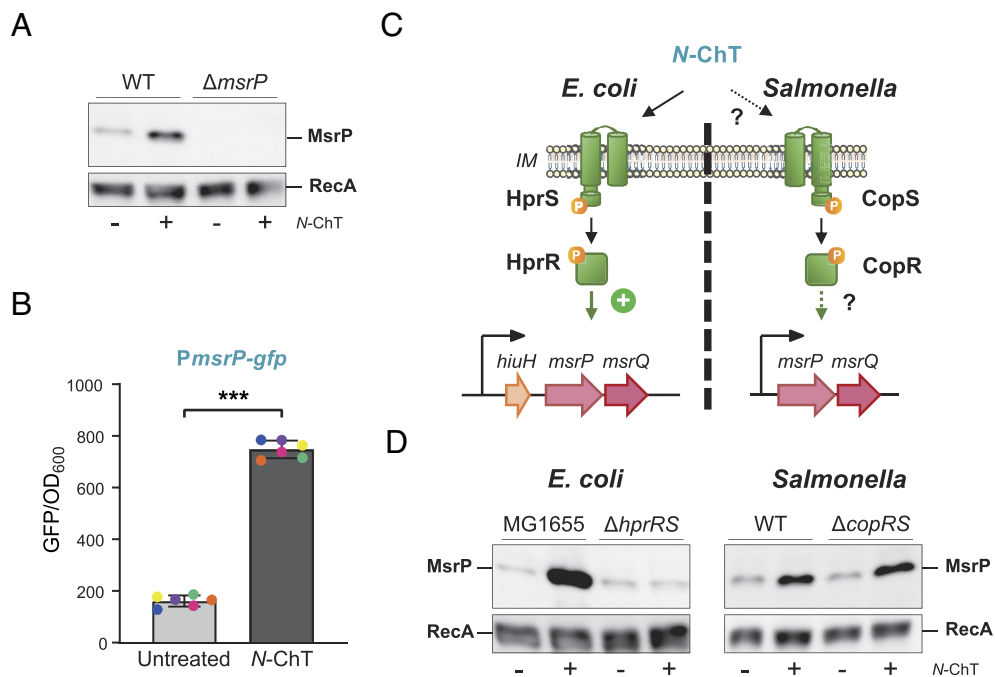 A
WT ΔmsrP
MsrP
RecA
- + - + N-ChT
B
PmsrP-gfp
1000
800
600
400
200
0
GFP/OD600
***
Untreated N-ChT
C
N-ChT
E. coli Salmonella
?
IM
HprS CopS
P P
P P
HprR CopR
+ ?
hiuH msrP msrQ msrP msrQ
D
E. coli Salmonella
MG1655 ΔhprRS WT ΔcopRS
MsrP MsrP
RecA RecA
- + - + - + - + N-ChT